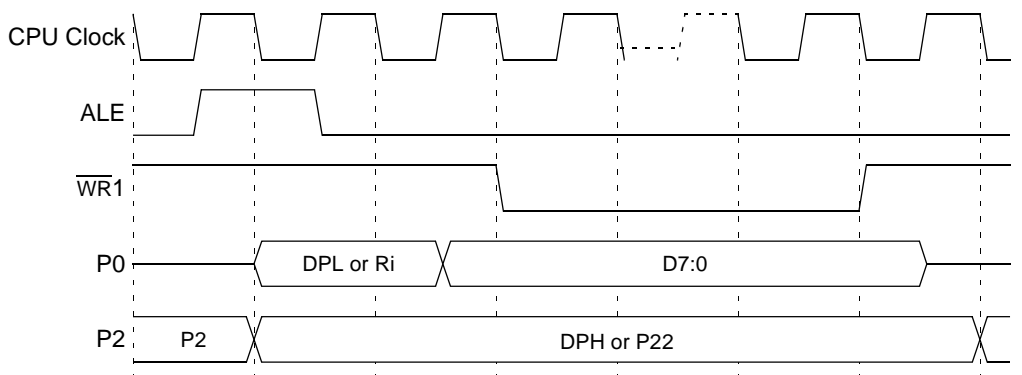 CPU Clock
ALE
WR1
P0
DPL or Ri
D7:0
P2
P2
DPH or P22